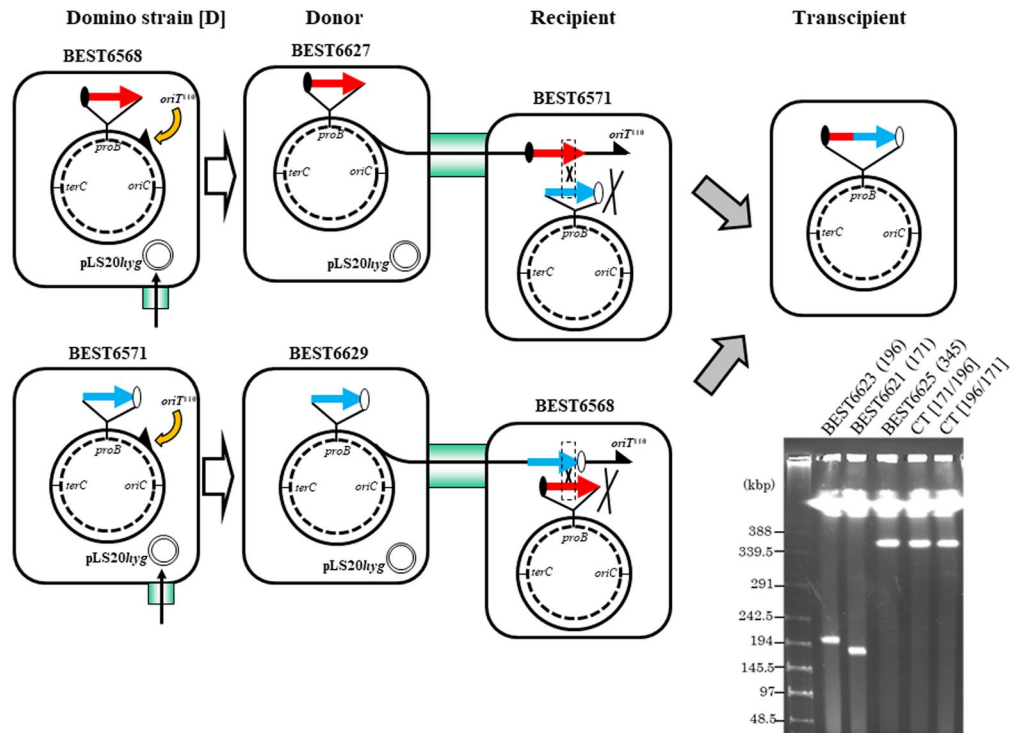 Domino strain [D] Donor Recipient Transcipient
BEST6568 BEST6627
BEST6571
oriT110
oriT110
proB
proB
terC oriC
terC oriC
proB
pLS20hyg
pLS20hyg
terC oriC
proB
terC oriC
BEST6571 BEST6629
BEST6568
oriT110
oriT110
proB
proB
terC oriC
terC oriC
proB
pLS20hyg
pLS20hyg
terC oriC
BEST6623 (196)
BEST6621 (171)
BEST6625 (345)
CT [171/196]
CT [196/171]
(kbp)
388
339.5
291
242.5
194
145.5
97
48.5